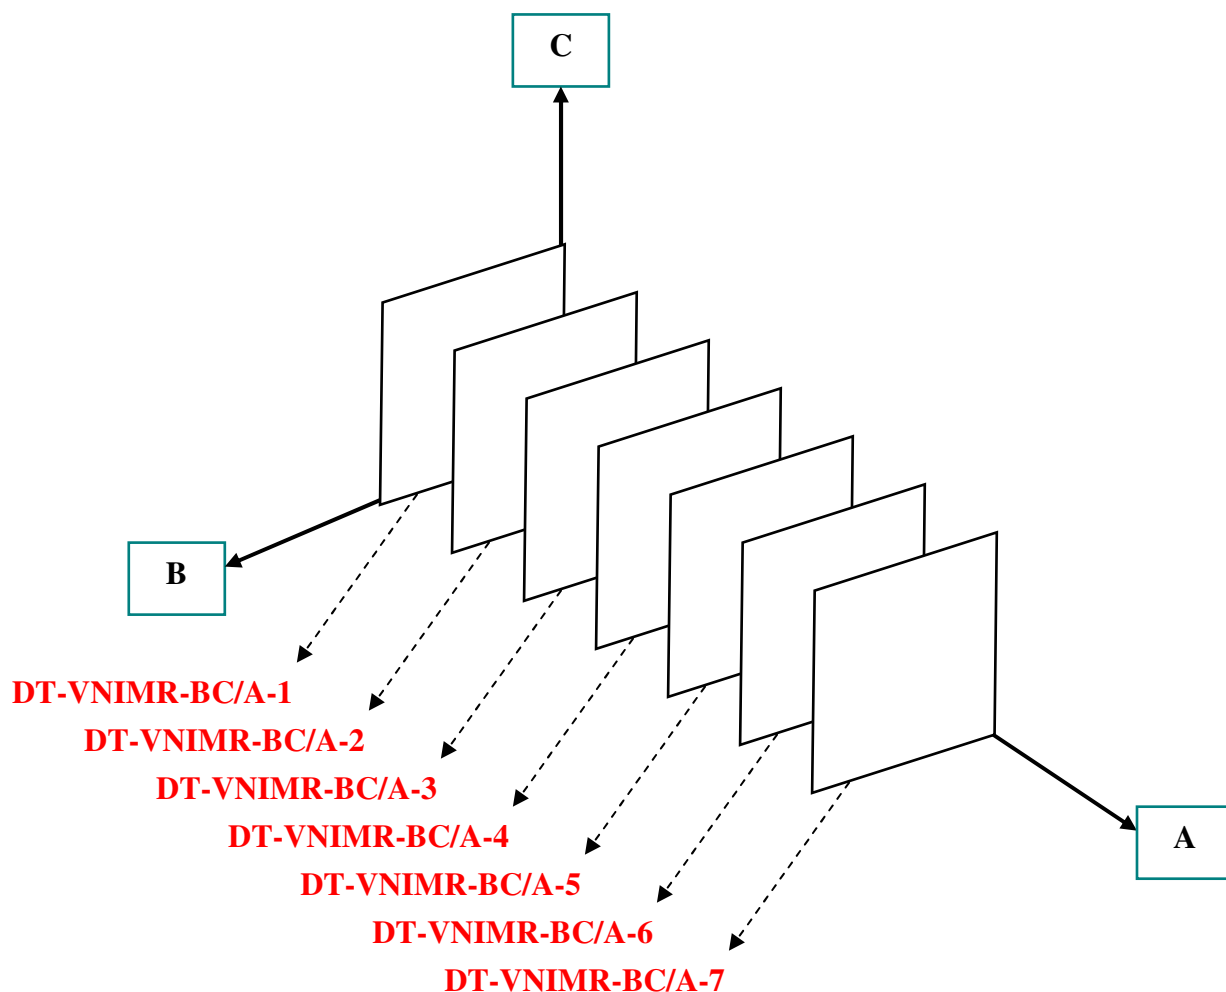 C
B
DT-VNIMR-BC/A-1
DT-VNIMR-BC/A-2
DT-VNIMR-BC/A-3
DT-VNIMR-BC/A-4
A
DT-VNIMR-BC/A-5
DT-VNIMR-BC/A-6
DT-VNIMR-BC/A-7